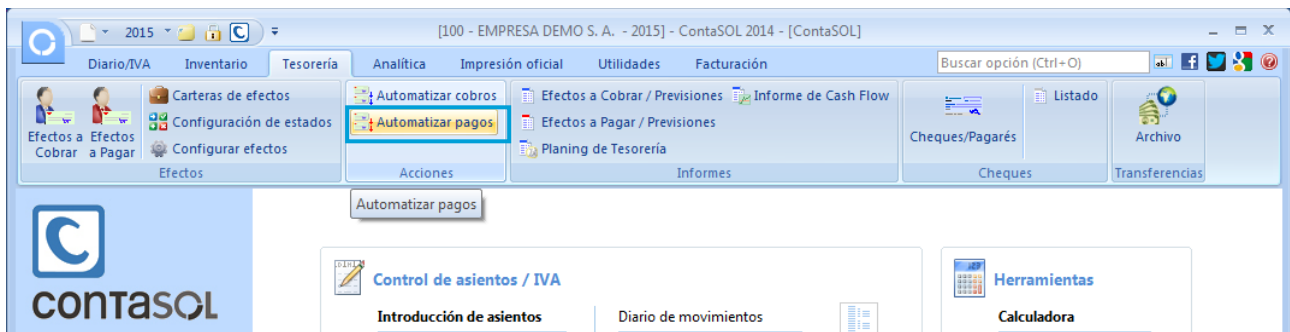 2015
[100 - EMPRESA DEMO S. A. - 2015] - ContaSOL 2014 - [ContaSOL]
Diario/IVA Inventario Tesorería Analítica Impresión oficial Utilidades Facturación Buscar opción (Ctrl+O)
Efectos a Cobrar
Efectos a Pagar
Carteras de efectos
Configuración de estados
Configurar efectos
Efectos
Automatizar cobros
Automatizar pagos
Acciones
Efectos a Cobrar / Previsiones
Efectos a Pagar / Previsiones
Planing de Tesorería
Informe de Cash Flow
Informes
Cheques/Pagarés
Listado
Cheques
Archivo
Transferencias
Automatizar pagos
contasol
Control de asientos / IVA
Introducción de asientos
Diario de movimientos
Herramientas
Calculadora